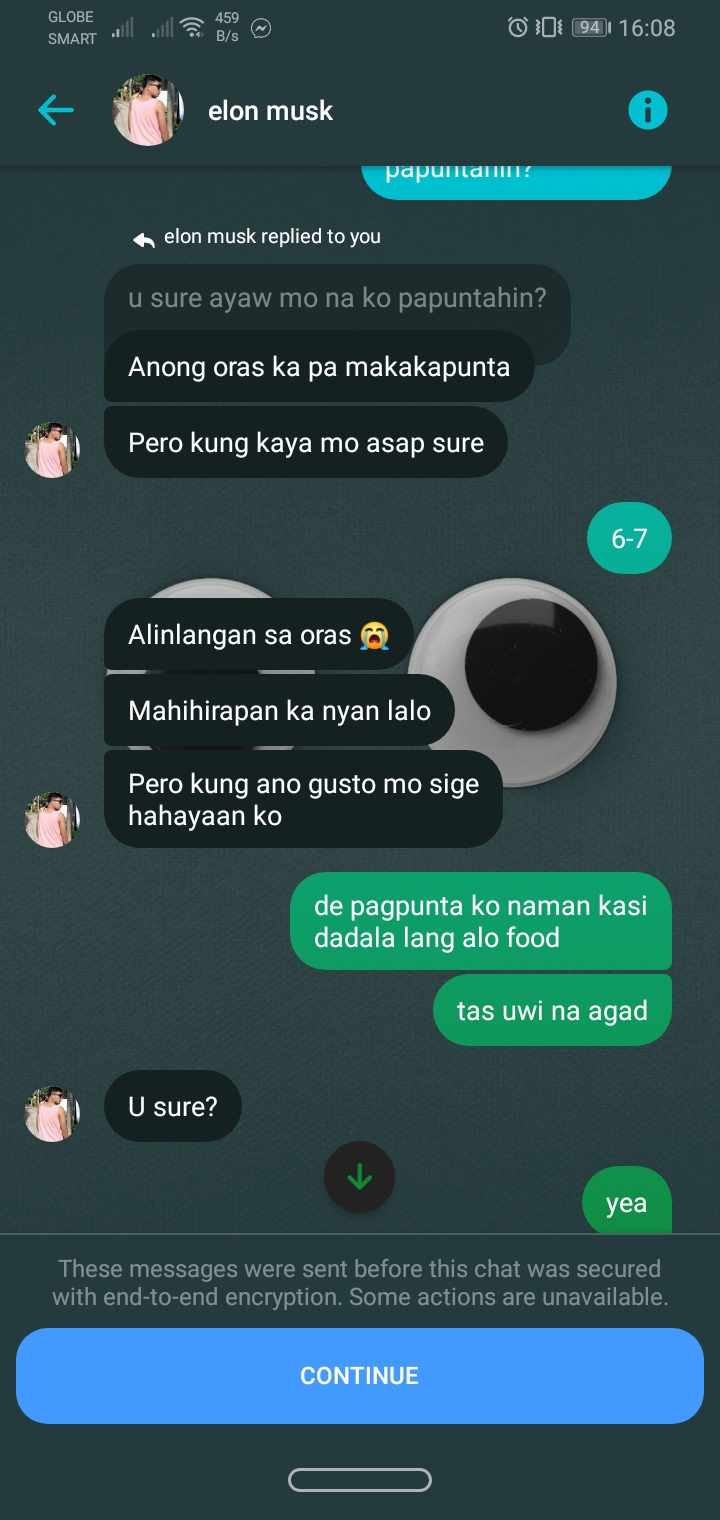 GLOBE
SMART
459
B/s
94
16:08
elon musk
papuntahin?
elon musk replied to you
u sure ayaw mo na ko papuntahin?
Anong oras ka pa makakapunta
Pero kung kaya mo asap sure
6-7
Alinlangan sa oras 😭
Mahihirapan ka nyan lalo
Pero kung ano gusto mo sige
hahayaan ko
de pagpunta ko naman kasi
dadala lang alo food
tas uwi na agad
U sure?
yea
These messages were sent before this chat was secured
with end-to-end encryption. Some actions are unavailable.
CONTINUE